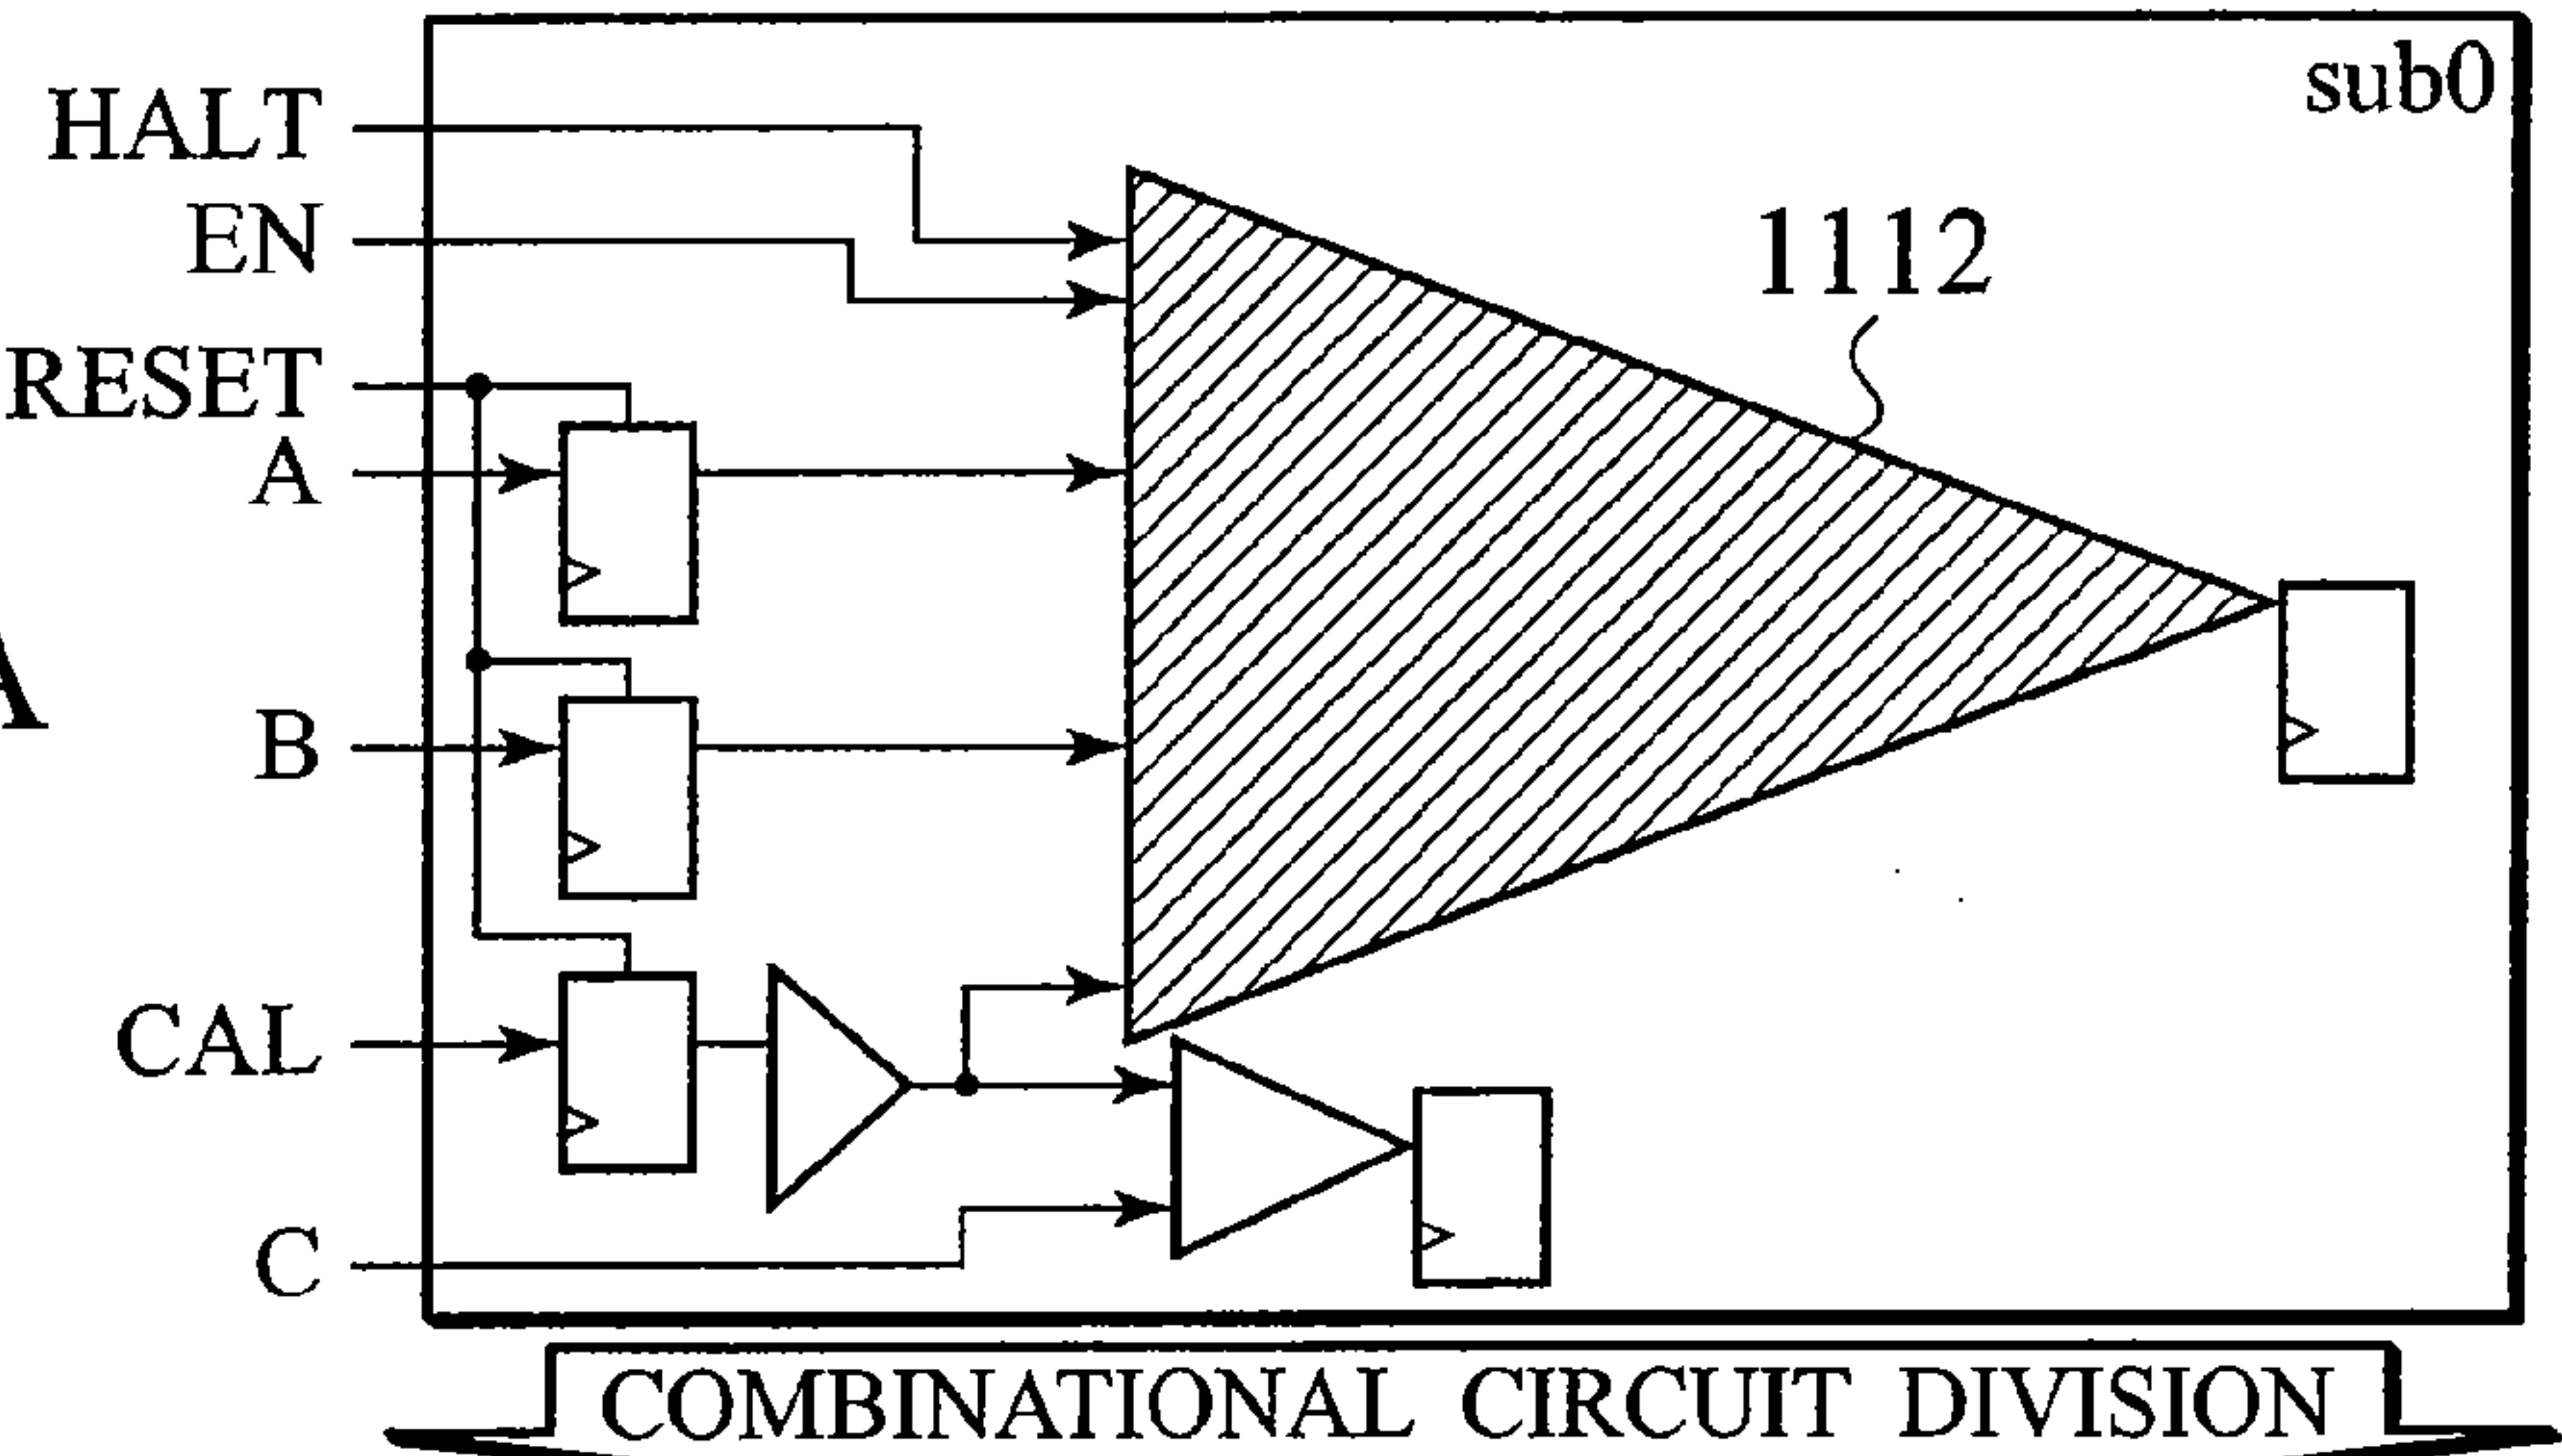 sub0
HALT
EN
1112
RESET
A
A
B
CAL
C
COMBINATIONAL CIRCUIT DIVISION